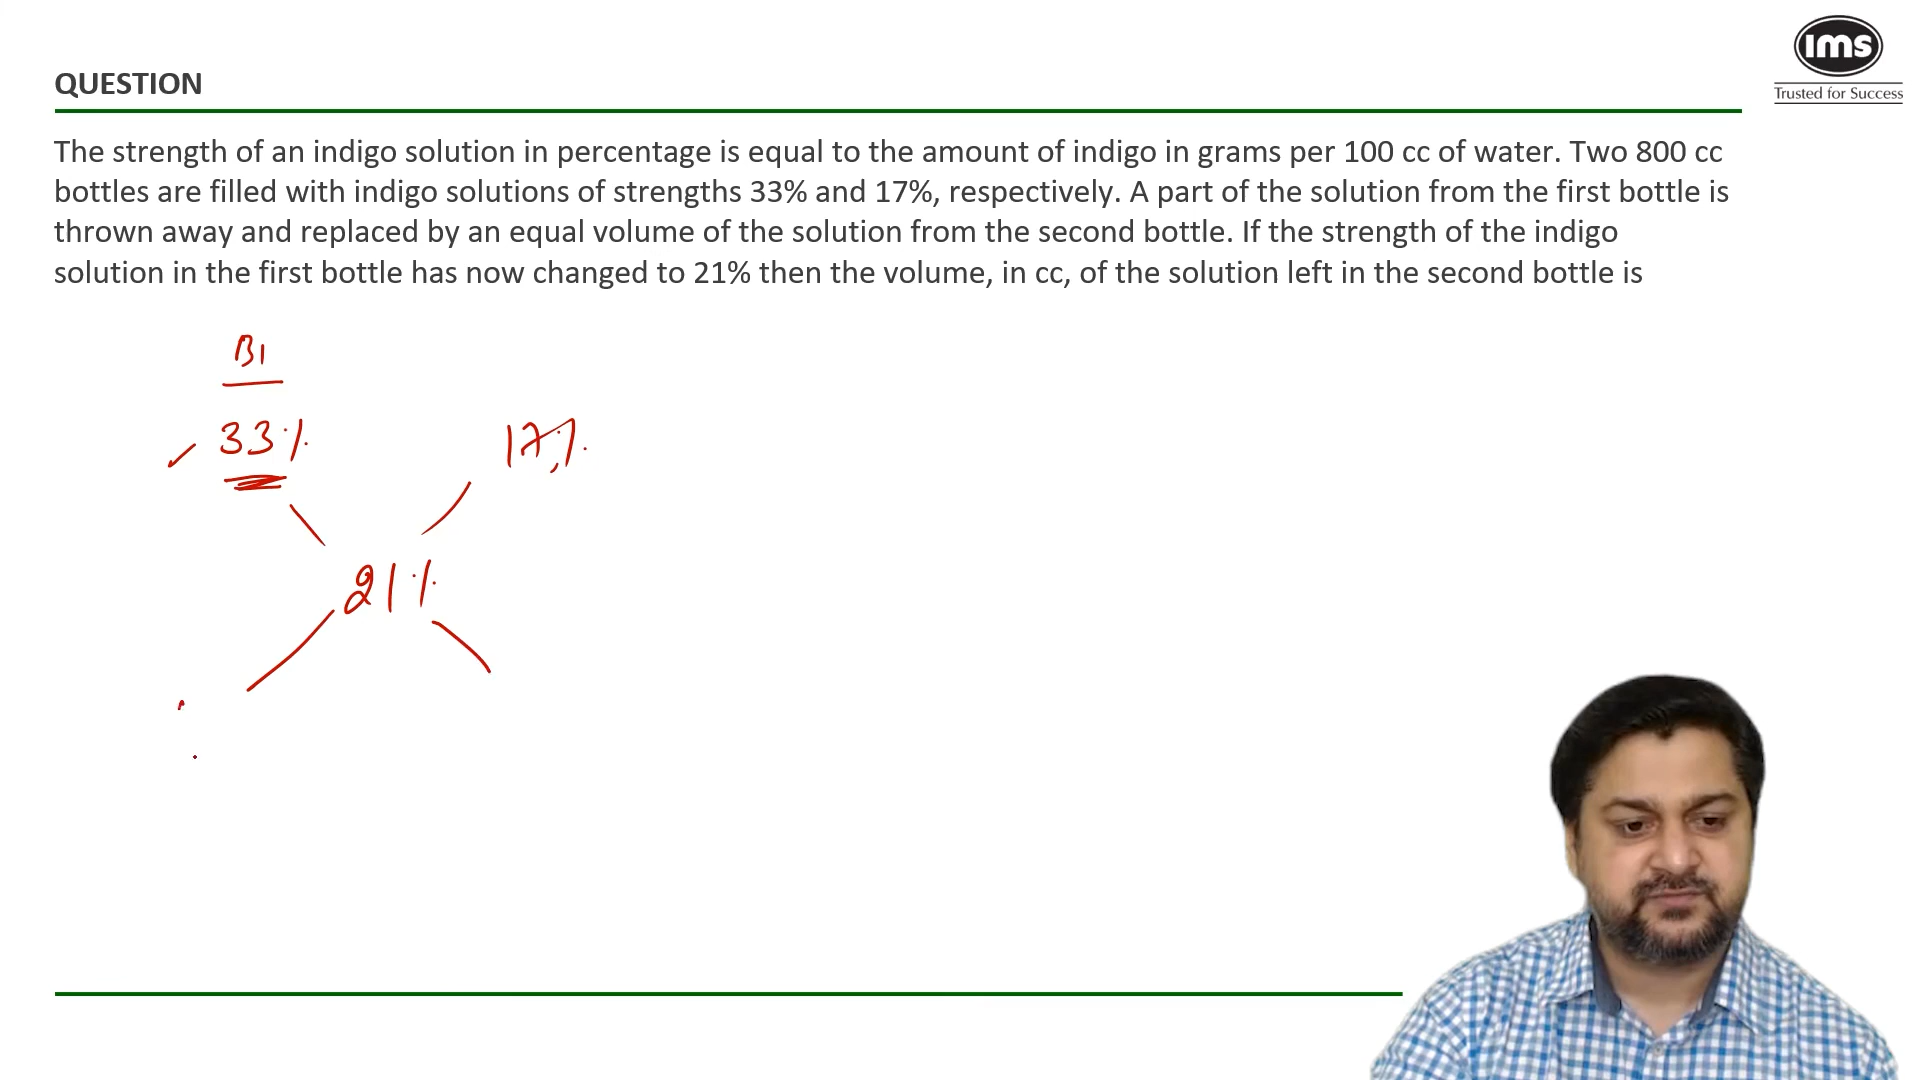 ims
Trusted for Success
QUESTION
The strength of an indigo solution in percentage is equal to the amount of indigo in grams per 100 cc of water. Two 800 cc
bottles are filled with indigo solutions of strengths 33% and 17%, respectively. A part of the solution from the first bottle is
thrown away and replaced by an equal volume of the solution from the second bottle. If the strength of the indigo
solution in the first bottle has now changed to 21% then the volume, in cc, of the solution left in the second bottle is
B1
33%
17%
21%